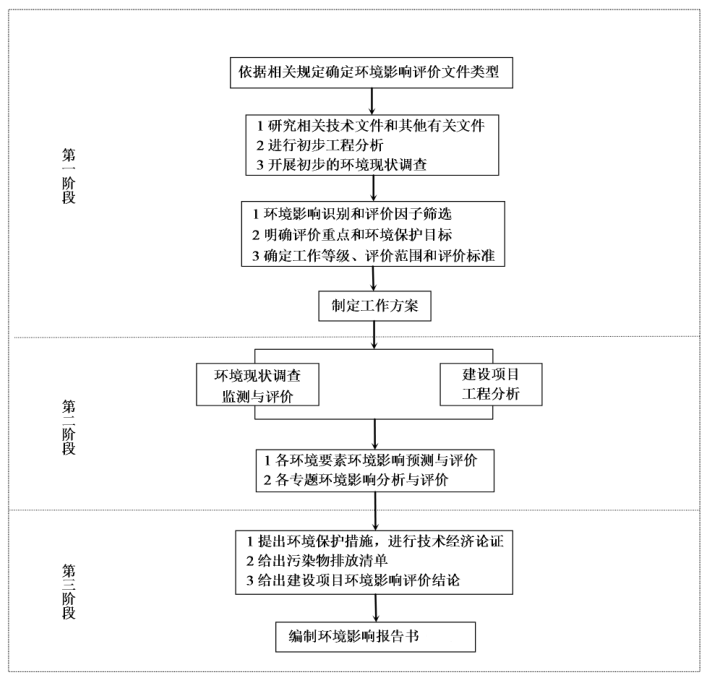 依据相关规定确定环境影响评价文件类型
第一阶段
1 研究相关技术文件和其他有关文件
2 进行初步工程分析
3 开展初步的环境现状调查
1 环境影响识别和评价因子筛选
2 明确评价重点和环境保护目标
3 确定工作等级、评价范围和评价标准
制定工作方案
第二阶段
环境现状调查
监测与评价
建设项目
工程分析
1 各环境要素环境影响预测与评价
2 各专题环境影响分析与评价
第三阶段
1 提出环境保护措施，进行技术经济论证
2 给出污染物排放清单
3 给出建设项目环境影响评价结论
编制环境影响报告书